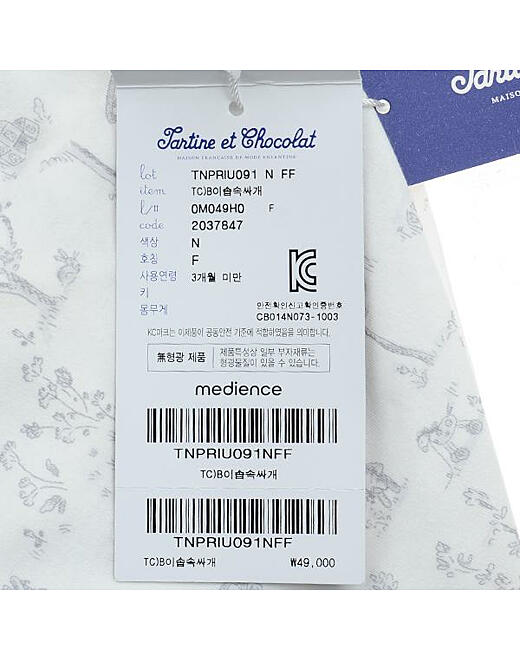 Tartine et Chocolat
MAISON FRANÇAISE DE MODE ENFANTINE
MAISO
lot TNPRIU091 N FF
item TC)B이솝속싸개
l/# 0M049H0 F
code 2037847
색상 N
호칭 F
사용연령 3개월 미만
키
몸무게
안전확인신고확인증번호
CB014N073-1003
KC마크는 이제품이 공동안전 기준에 적합하였음을 의미합니다.
無형광 제품 제품특성상 일부 부자재류는
형광물질이 있을 수 있습니다.
medience
TNPRIU091NFF
TC)B이솝속싸개
TNPRIU091NFF
TC)B이솝속싸개 ₩49,000